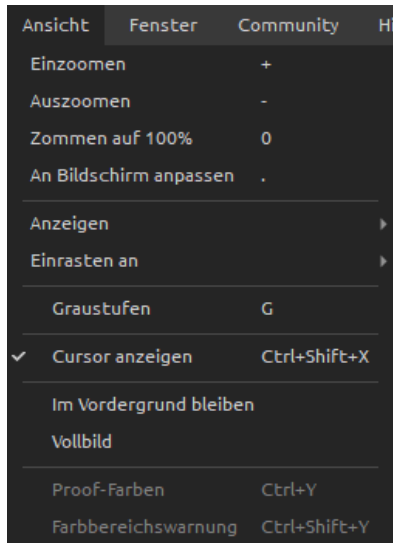 Ansicht Fenster Community Hi
Einzoomen +
Auszoomen -
Zommen auf 100% 0
An Bildschirm anpassen .
Anzeigen
Einrasten an
Graustufen G
Cursor anzeigen Ctrl+Shift+X
Im Vordergrund bleiben
Vollbild
Proof-Farben Ctrl+Y
Farbbereichswarnung Ctrl+Shift+Y